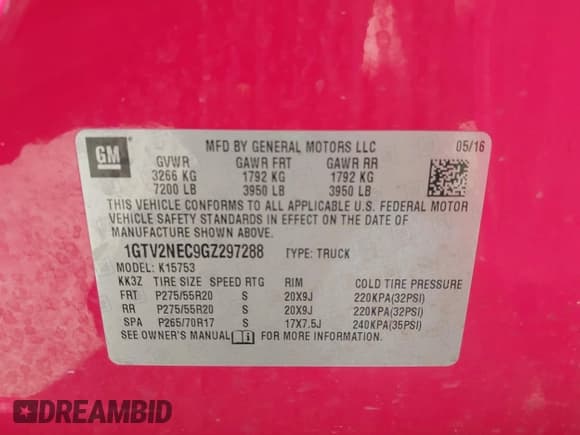 GM
MFD BY GENERAL MOTORS LLC 05/16
GVWR GAWR FRT GAWR RR
3266 KG 1792 KG 1792 KG
7200 LB 3950 LB 3950 LB
THIS VEHICLE CONFORMS TO ALL APPLICABLE U.S. FEDERAL MOTOR
VEHICLE SAFETY STANDARDS IN EFFECT ON THE DATE OF
MANUFACTURE SHOWN ABOVE.
1GTV2NEC9GZ297288 TYPE: TRUCK
MODEL: K15753
KK3Z TIRE SIZE SPEED RTG RIM COLD TIRE PRESSURE
FRT P275/55R20 S 20X9J 220KPA(32PSI)
RR P275/55R20 S 20X9J 220KPA(32PSI)
SPA P265/70R17 S 17X7.5J 240KPA(35PSI)
SEE OWNER'S MANUAL FOR MORE INFORMATION.
DREAMBID